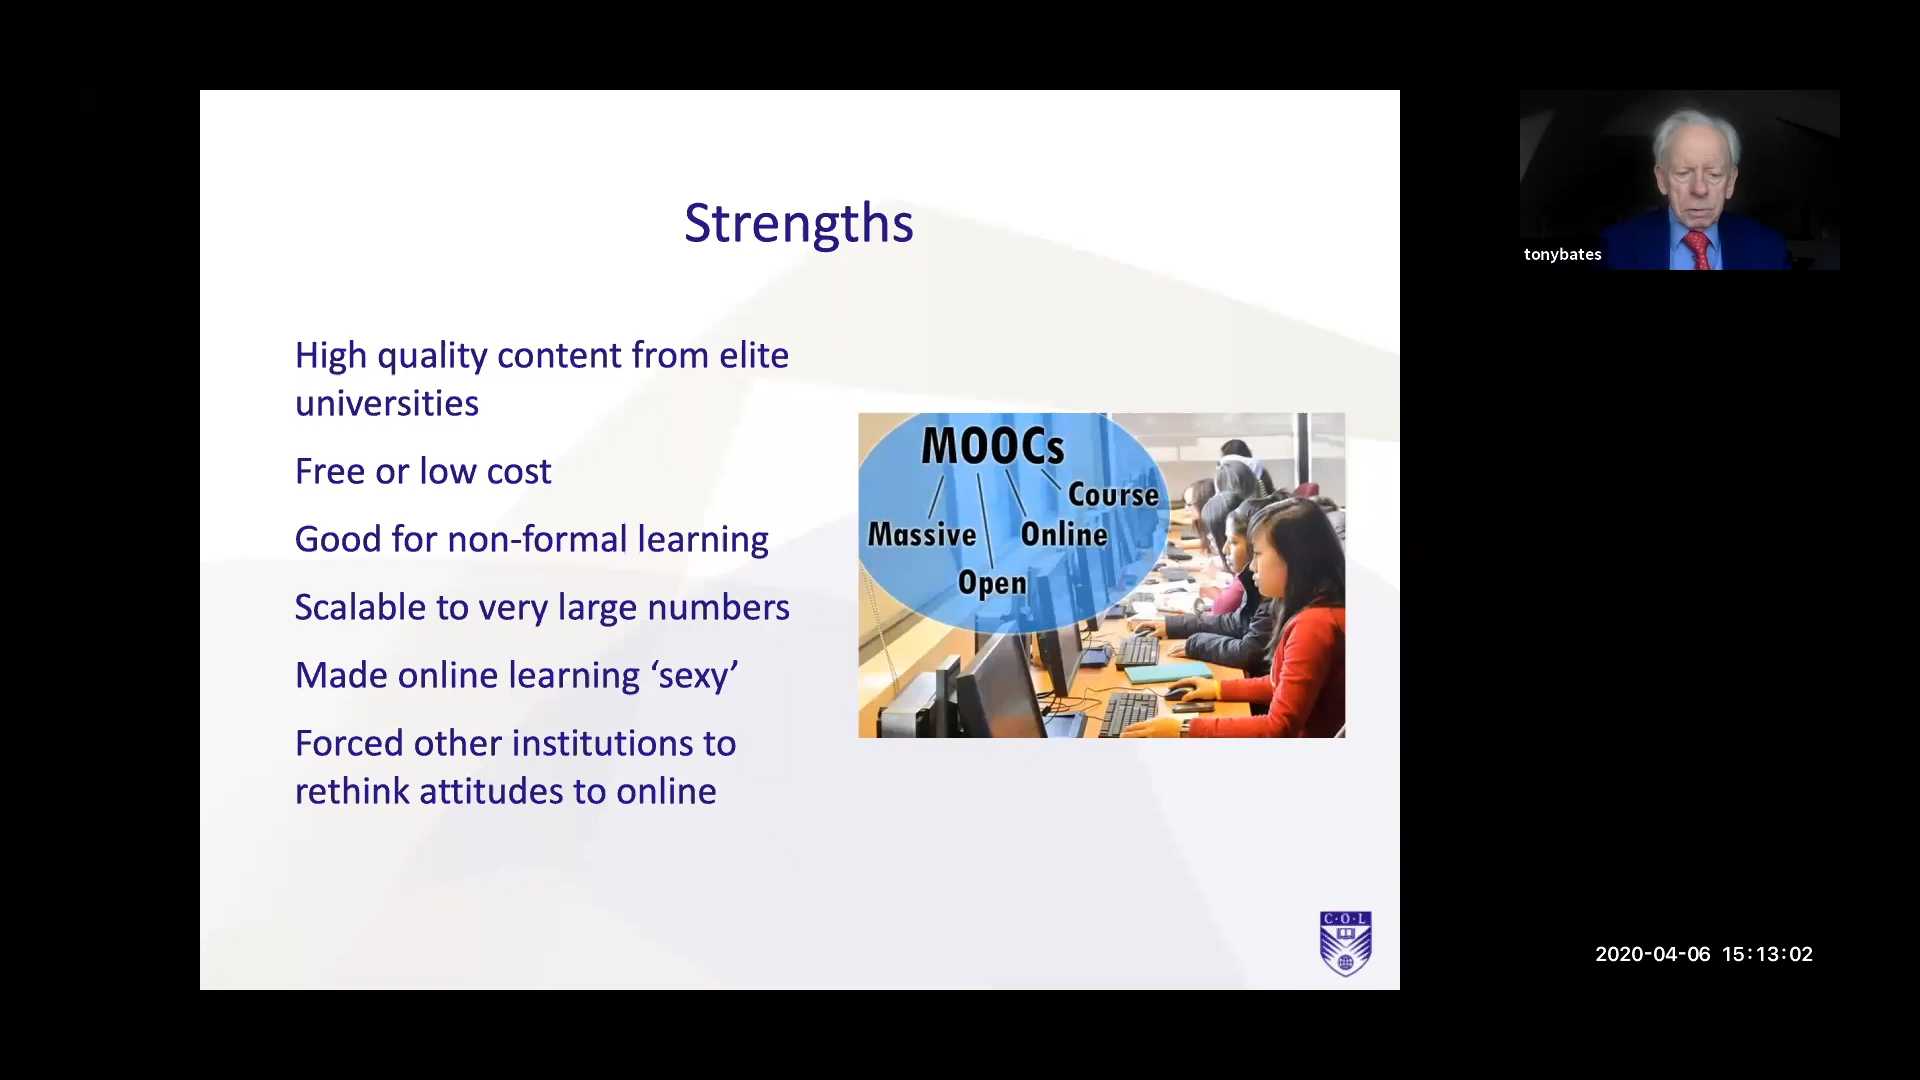 Strengths
High quality content from elite
universities
Free or low cost
Good for non-formal learning
Scalable to very large numbers
Made online learning ‘sexy’
Forced other institutions to
rethink attitudes to online
MOOCs
Course
Massive
Online
Open
C·O·L
tonybates
2020-04-06 15:13:02